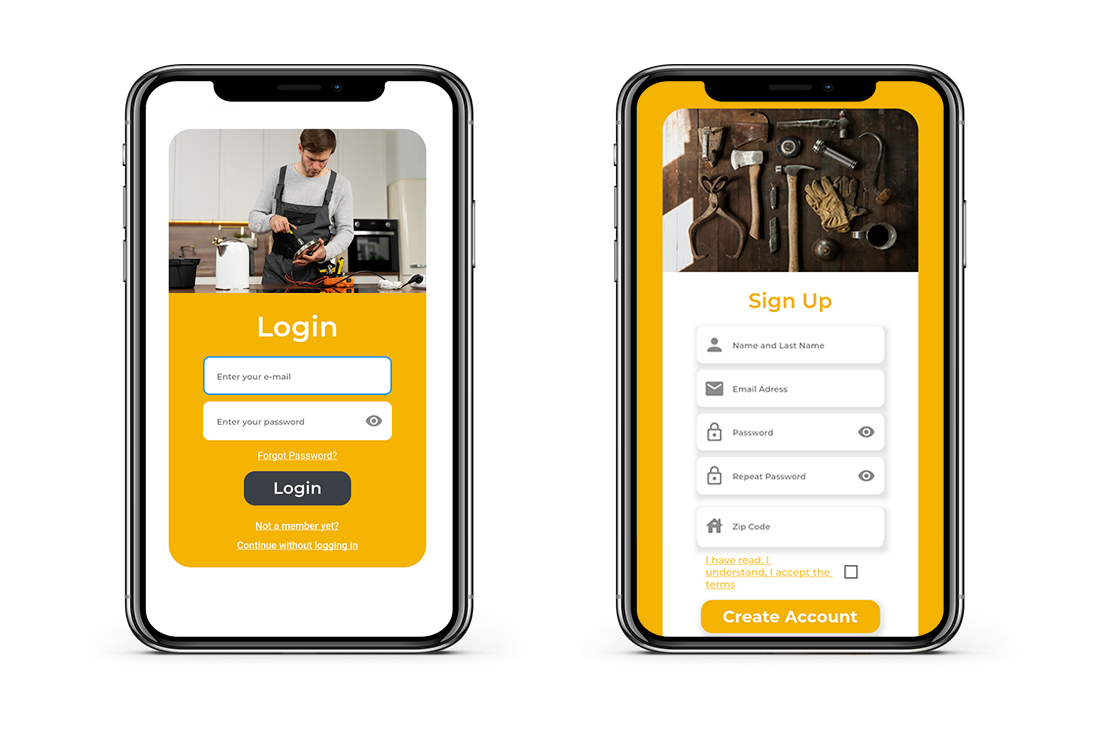 Login
Enter your e-mail
Enter your password
Forgot Password?
Login
Not a member yet?
Continue without logging in
Sign Up
Name and Last Name
Email Adress
Password
Repeat Password
Zip Code
I have read, I
understand, I accept the
terms
Create Account